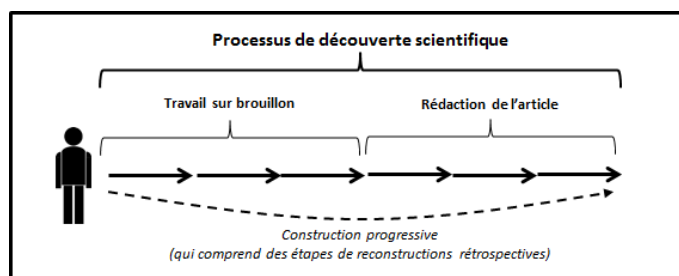 Processus de découverte scientifique
Travail sur brouillon
Rédaction de l'article
Construction progressive
(qui comprend des étapes de reconstructions rétrospectives)